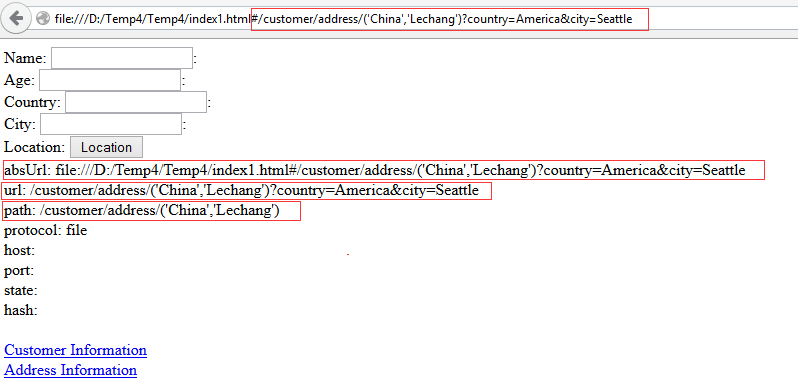 file:///D:/Temp4/Temp4/index1.html#/customer/address/('China','Lechang')?country=America&city=Seattle
Name: :
Age: :
Country: :
City: :
Location: Location
absUrl: file:///D:/Temp4/Temp4/index1.html#/customer/address/('China','Lechang')?country=America&city=Seattle
url: /customer/address/('China','Lechang')?country=America&city=Seattle
path: /customer/address/('China','Lechang')
protocol: file
host:
port:
state:
hash:
Customer Information
Address Information